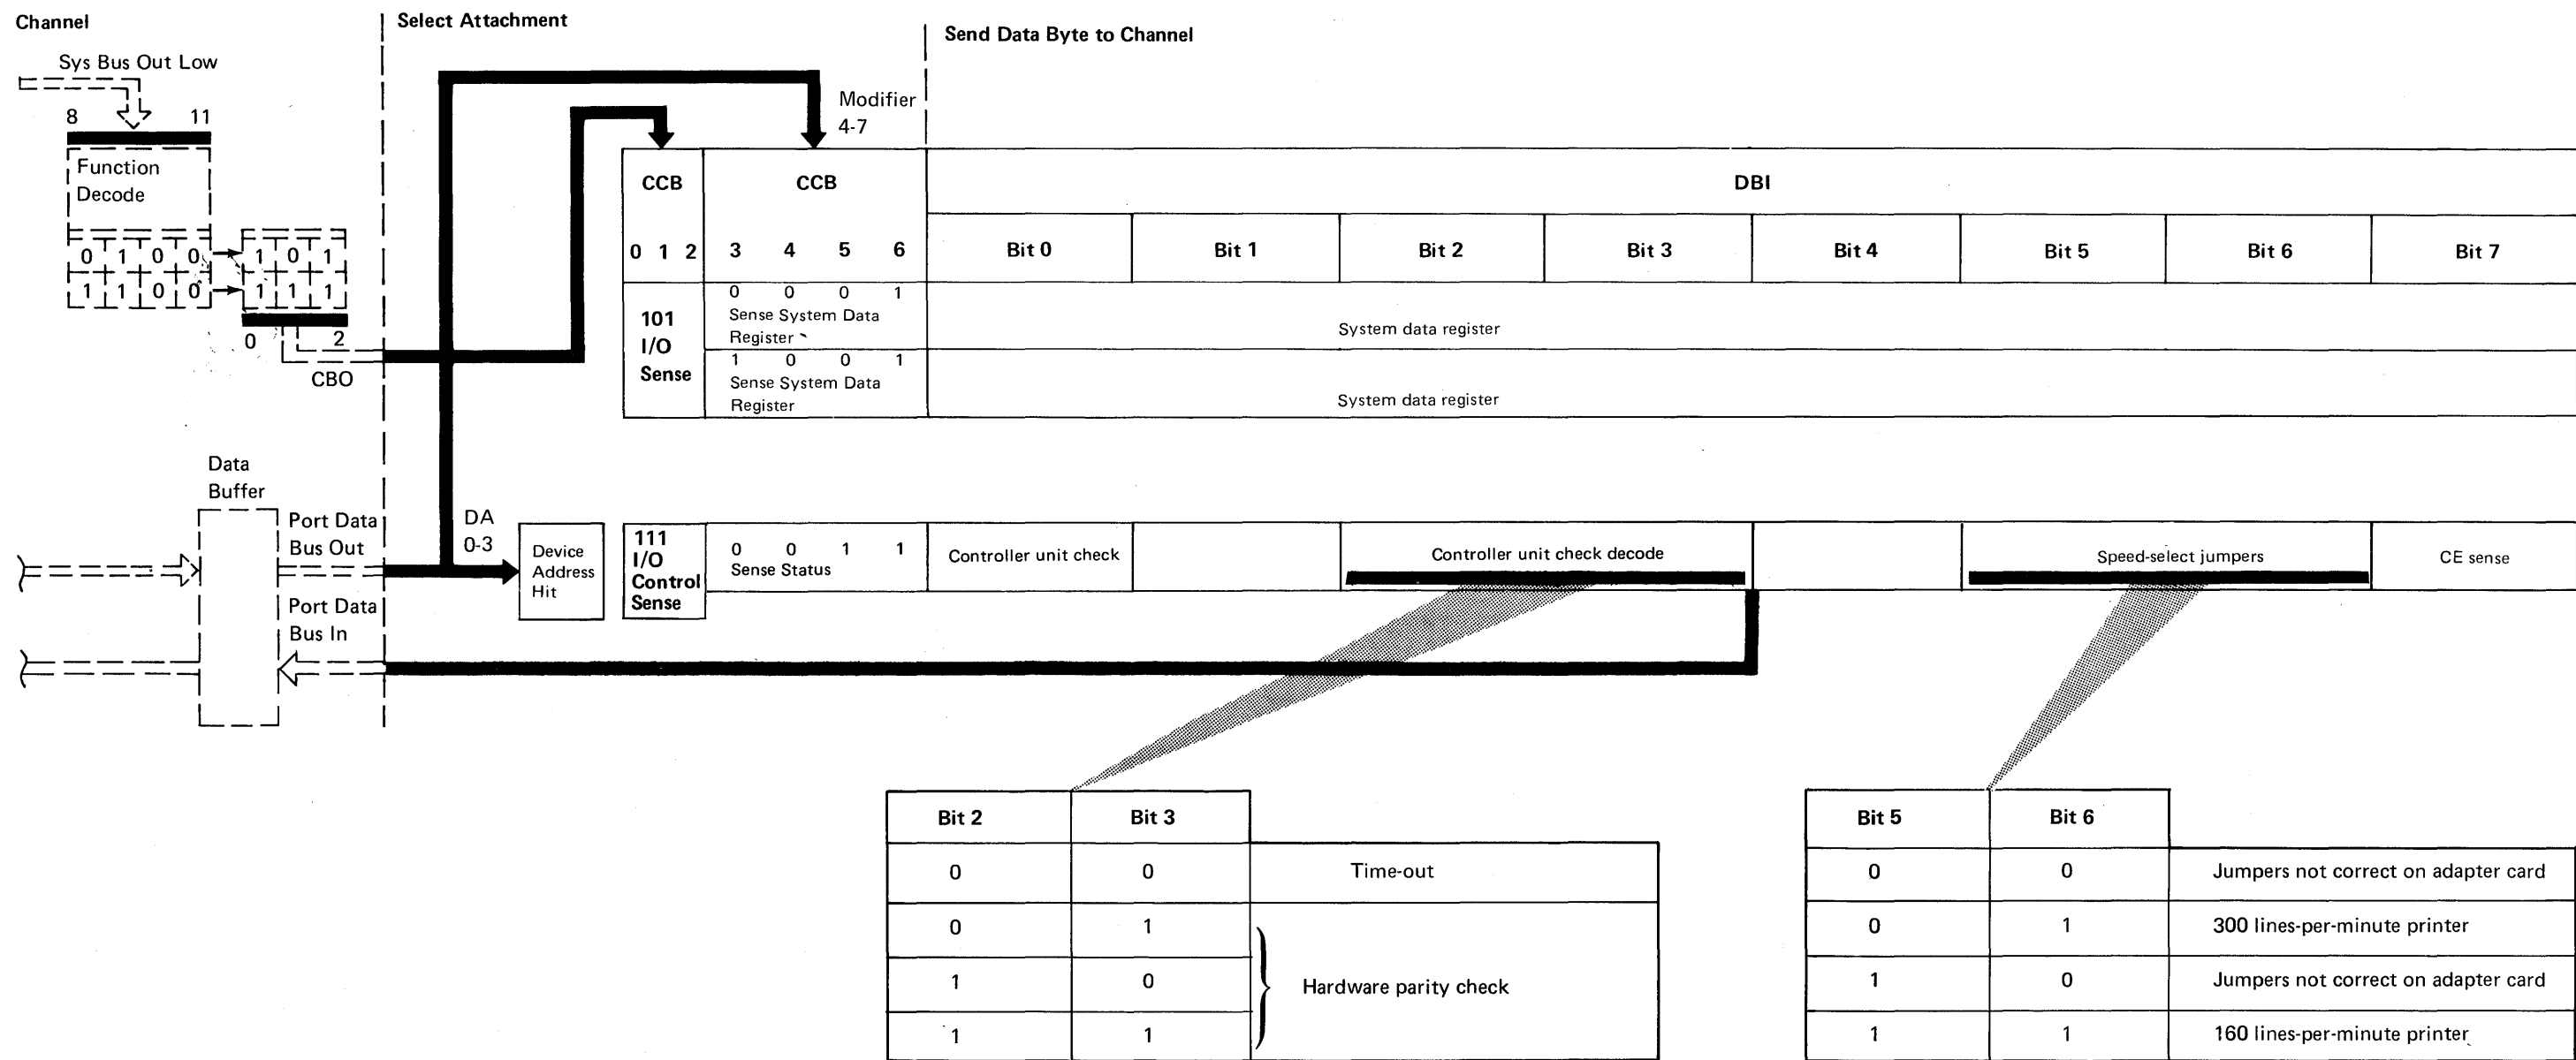 Channel
Select Attachment
Send Data Byte to Channel
Sys Bus Out Low
8 11
Function
Decode
0 1 0 0 1 0 1
1 1 0 0 1 1 1
0 2
CBO
Modifier
4-7
CCB CCB DBI
0 1 2 3 4 5 6 Bit 0 Bit 1 Bit 2 Bit 3 Bit 4 Bit 5 Bit 6 Bit 7
101
I/O
Sense
0 0 0 1
Sense System Data
Register
System data register
1 0 0 1
Sense System Data
Register
System data register
Data
Buffer
Port Data
Bus Out
Port Data
Bus In
DA
0-3
Device
Address
Hit
111
I/O
Control
Sense
0 0 1 1
Sense Status
Controller unit check
Controller unit check decode
Speed-select jumpers
CE sense
Bit 2 Bit 3
0 0 Time-out
0 1
1 0 Hardware parity check
1 1
Bit 5 Bit 6
0 0 Jumpers not correct on adapter card
0 1 300 lines-per-minute printer
1 0 Jumpers not correct on adapter card
1 1 160 lines-per-minute printer